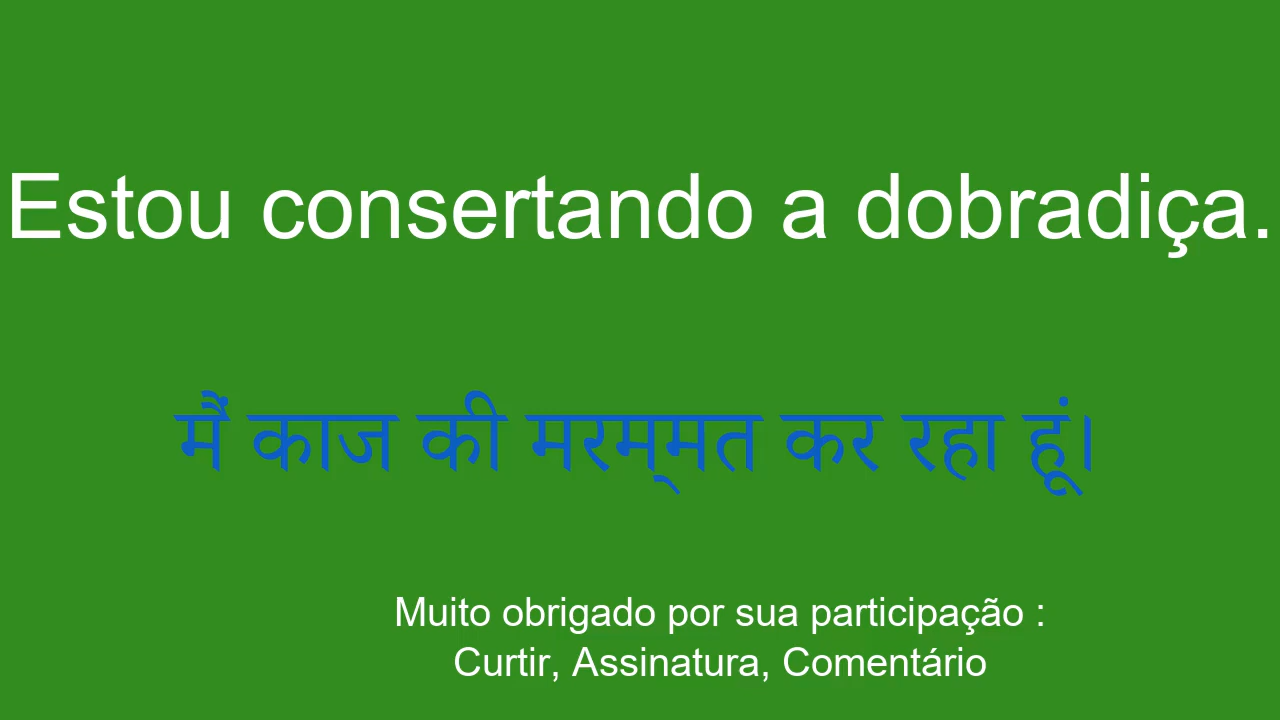 Estou consertando a dobradiça.
मैं काज की मरम्मत कर रहा हूं।
Muito obrigado por sua participação :
Curtir, Assinatura, Comentário